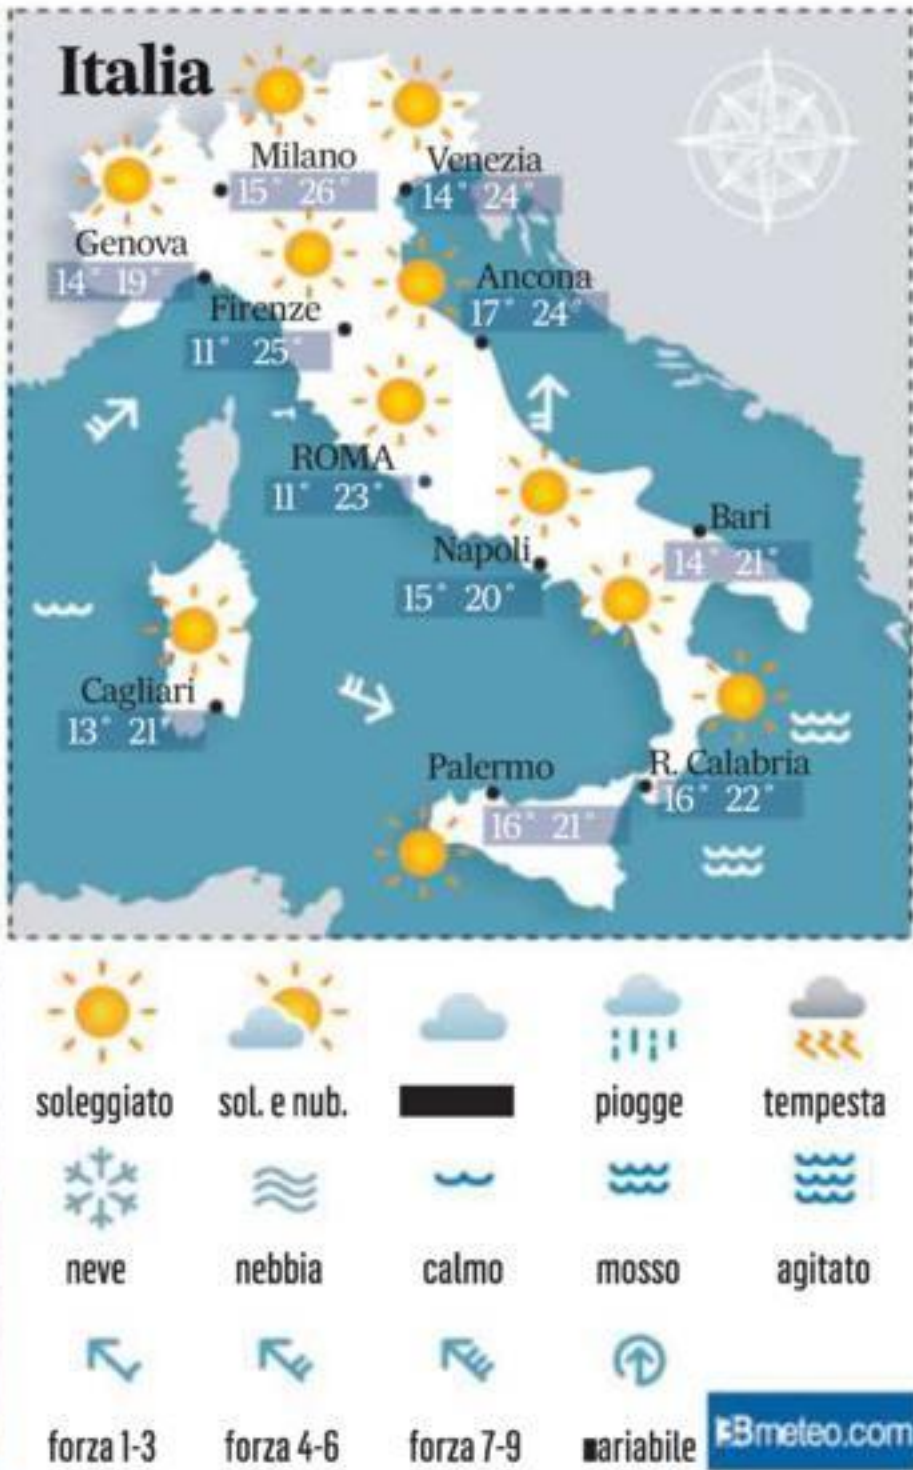 Italia
Milano
15° 26°
Venezia
14° 24°
Genova
14° 19°
Ancona
17° 24°
Firenze
11° 25°
ROMA
11° 23°
Bari
14° 21°
Napoli
15° 20°
Cagliari
13° 21°
Palermo
16° 21°
R. Calabria
16° 22°
soleggiato sol. e nub. piogge tempesta
neve nebbia calmo mosso agitato
forza 1-3 forza 4-6 forza 7-9 ariabile
3Bmeteo.com